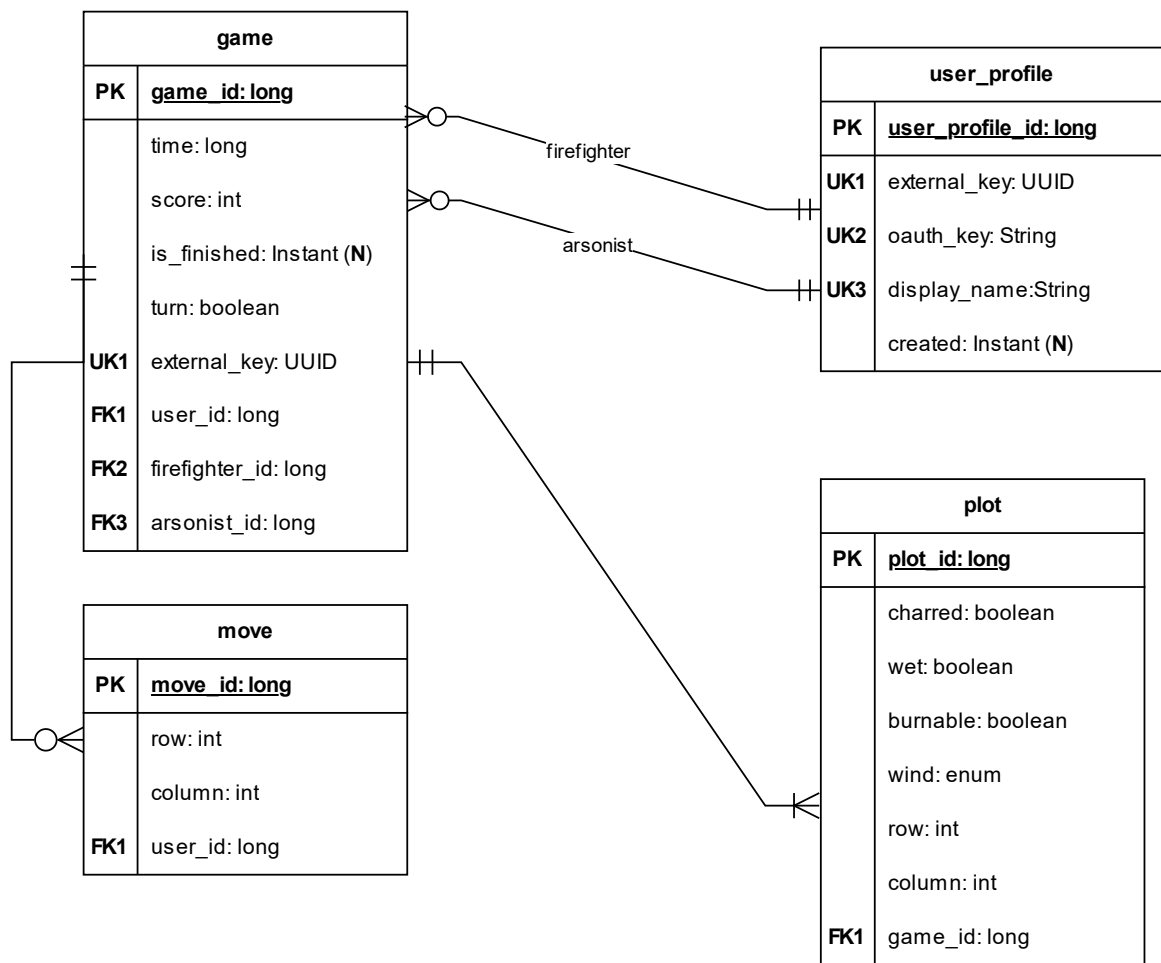 game
PK game_id: long
time: long
score: int
is_finished: Instant (N)
turn: boolean
UK1 external_key: UUID
FK1 user_id: long
FK2 firefighter_id: long
FK3 arsonist_id: long
firefighter
arsonist
user_profile
PK user_profile_id: long
UK1 external_key: UUID
UK2 oauth_key: String
UK3 display_name:String
created: Instant (N)
move
PK move_id: long
row: int
column: int
FK1 user_id: long
plot
PK plot_id: long
charred: boolean
wet: boolean
burnable: boolean
wind: enum
row: int
column: int
FK1 game_id: long